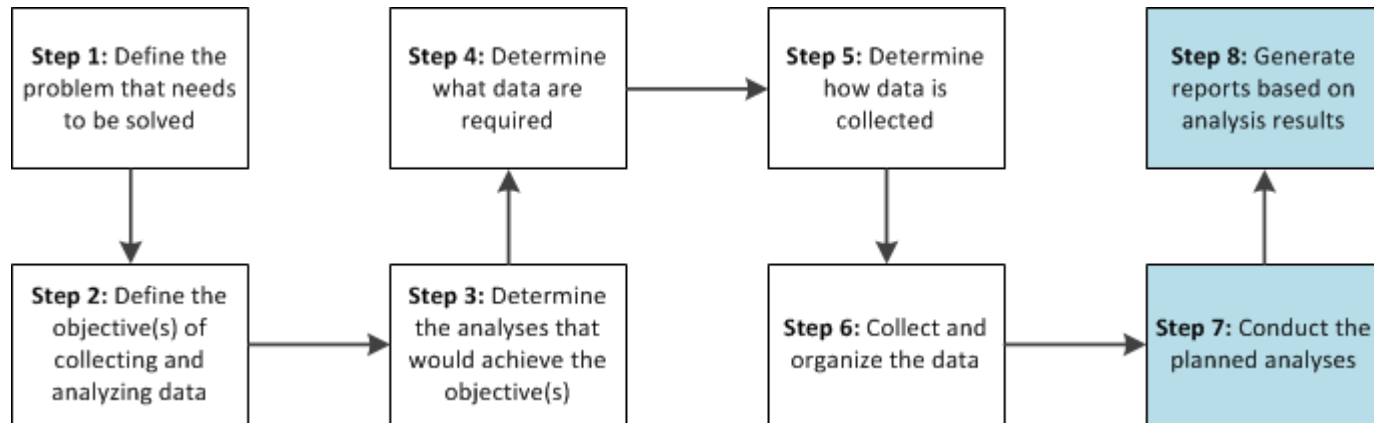 Step 1: Define the
problem that needs
to be solved
Step 2: Define the
objective(s) of
collecting and
analyzing data
Step 3: Determine
the analyses that
would achieve the
objective(s)
Step 4: Determine
what data are
required
Step 5: Determine
how data is
collected
Step 6: Collect and
organize the data
Step 7: Conduct the
planned analyses
Step 8: Generate
reports based on
analysis results